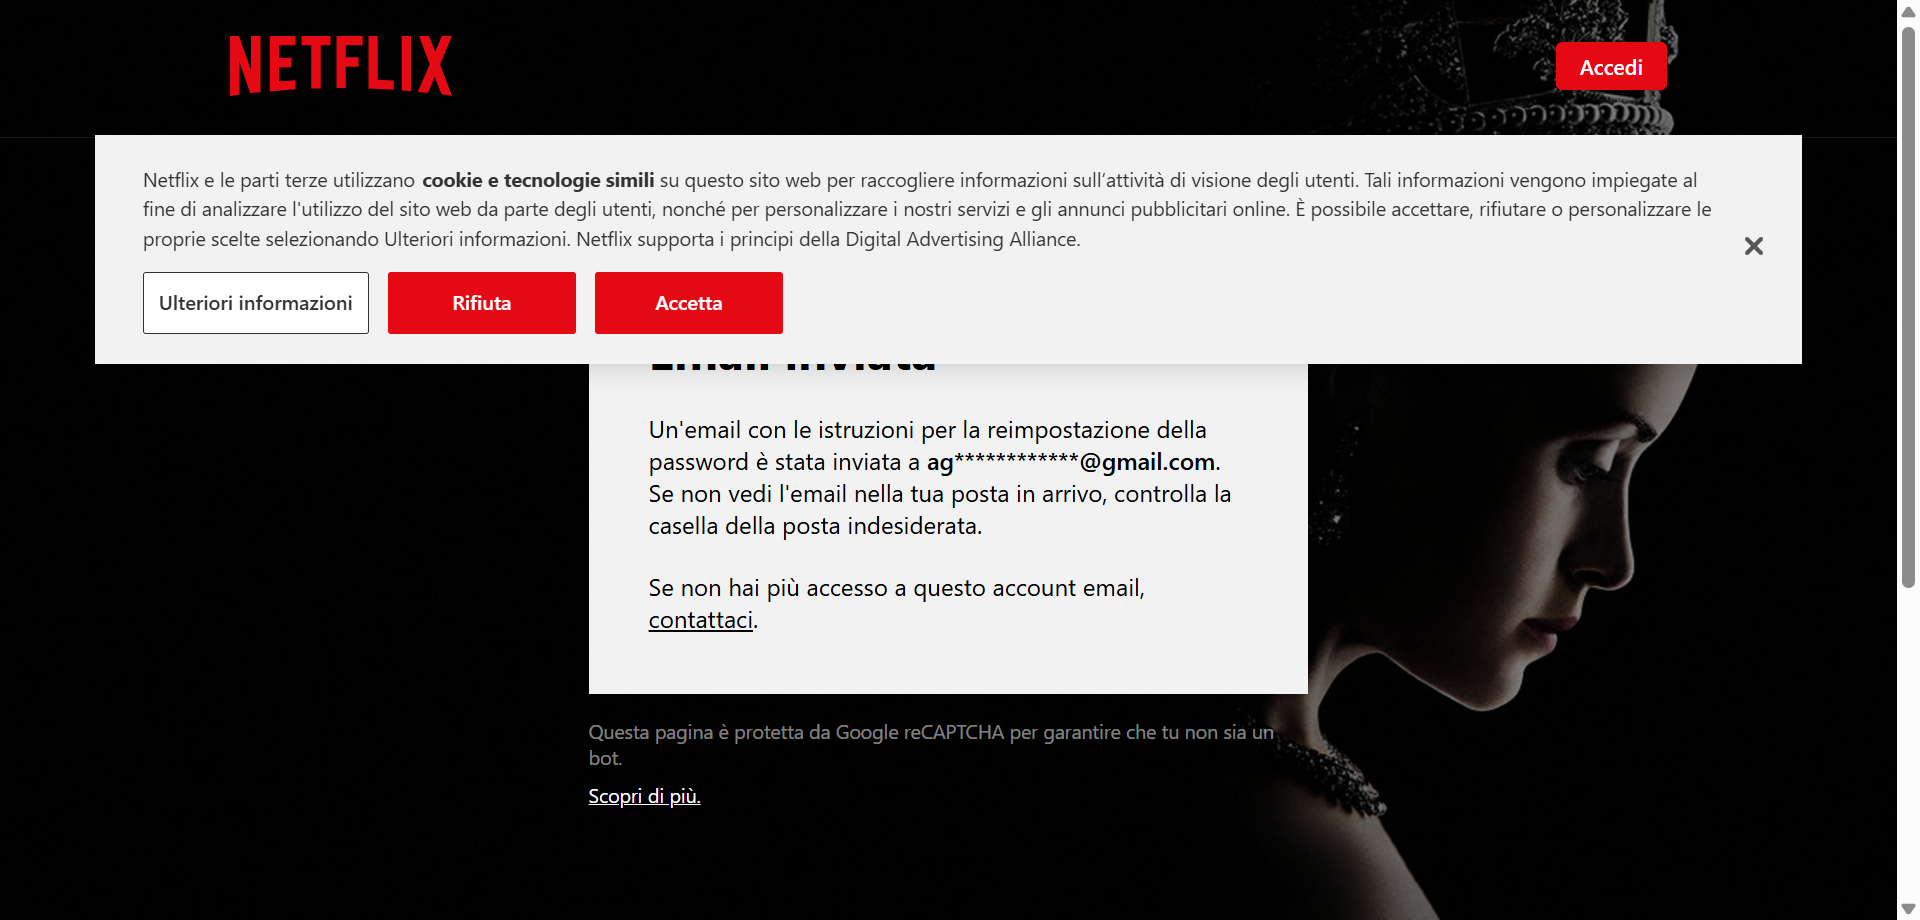 NETFLIX
Accedi
Netflix e le parti terze utilizzano cookie e tecnologie simili su questo sito web per raccogliere informazioni sull'attività di visione degli utenti. Tali informazioni vengono impiegate al
fine di analizzare l'utilizzo del sito web da parte degli utenti, nonché per personalizzare i nostri servizi e gli annunci pubblicitari online. È possibile accettare, rifiutare o personalizzare le
proprie scelte selezionando Ulteriori informazioni. Netflix supporta i principi della Digital Advertising Alliance.
Ulteriori informazioni
Rifiuta
Accetta
Email inviata
Un'email con le istruzioni per la reimpostazione della
password è stata inviata a ag************@gmail.com.
Se non vedi l'email nella tua posta in arrivo, controlla la
casella della posta indesiderata.
Se non hai più accesso a questo account email,
contattaci.
Questa pagina è protetta da Google reCAPTCHA per garantire che tu non sia un
bot.
Scopri di più.